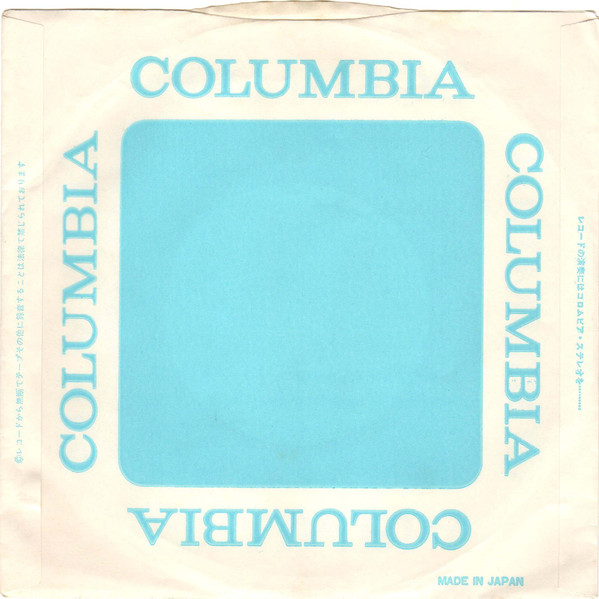 COLUMBIA
COLUMBIA
COLUMBIA
COLUMBIA
レコードの演奏にはコロムビア・ステレオを………
©レコードから無断でテープその他に録音することは法律で禁じられております
MADE IN JAPAN